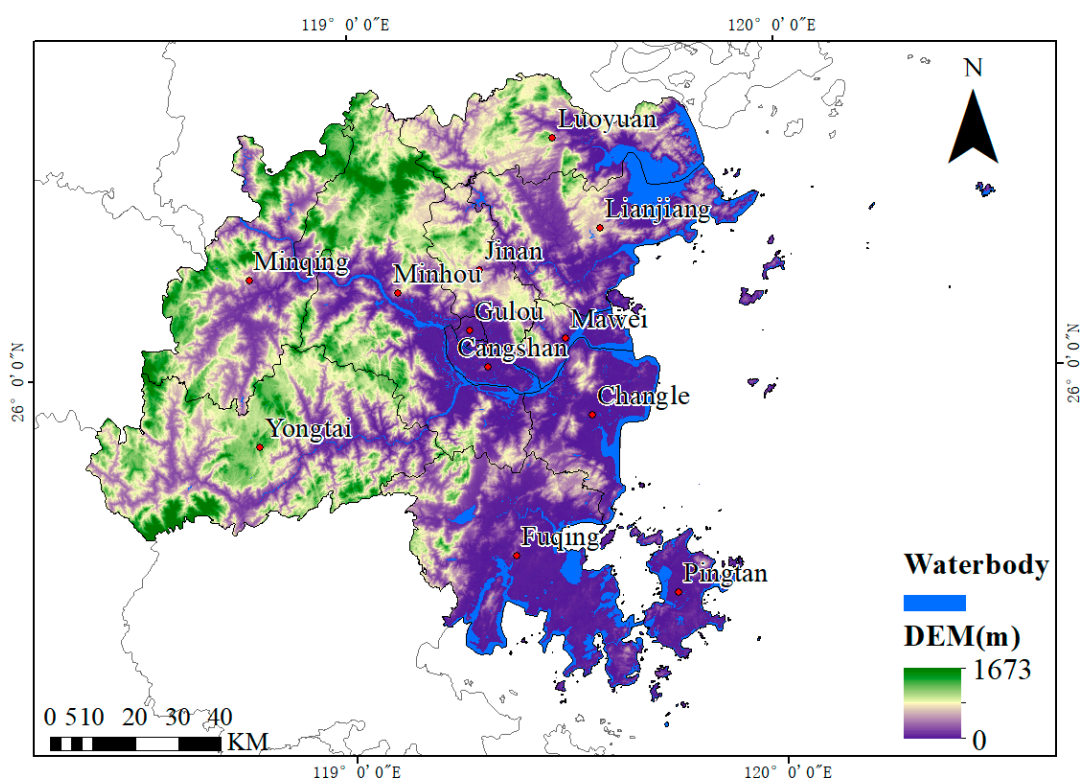 119° 0′0″E
120° 0′0″E
N
Luoyuan
Lianjiang
Jinan
Minqing
Minhou
Gulou
Mawei
Cangshan
26° 0′0″N
26° 0′0″N
Changle
Yongtai
Fuqing
Pingtan
Waterbody
DEM(m)
1673
0
0 510 20 30 40
KM
119° 0′0″E
120° 0′0″E